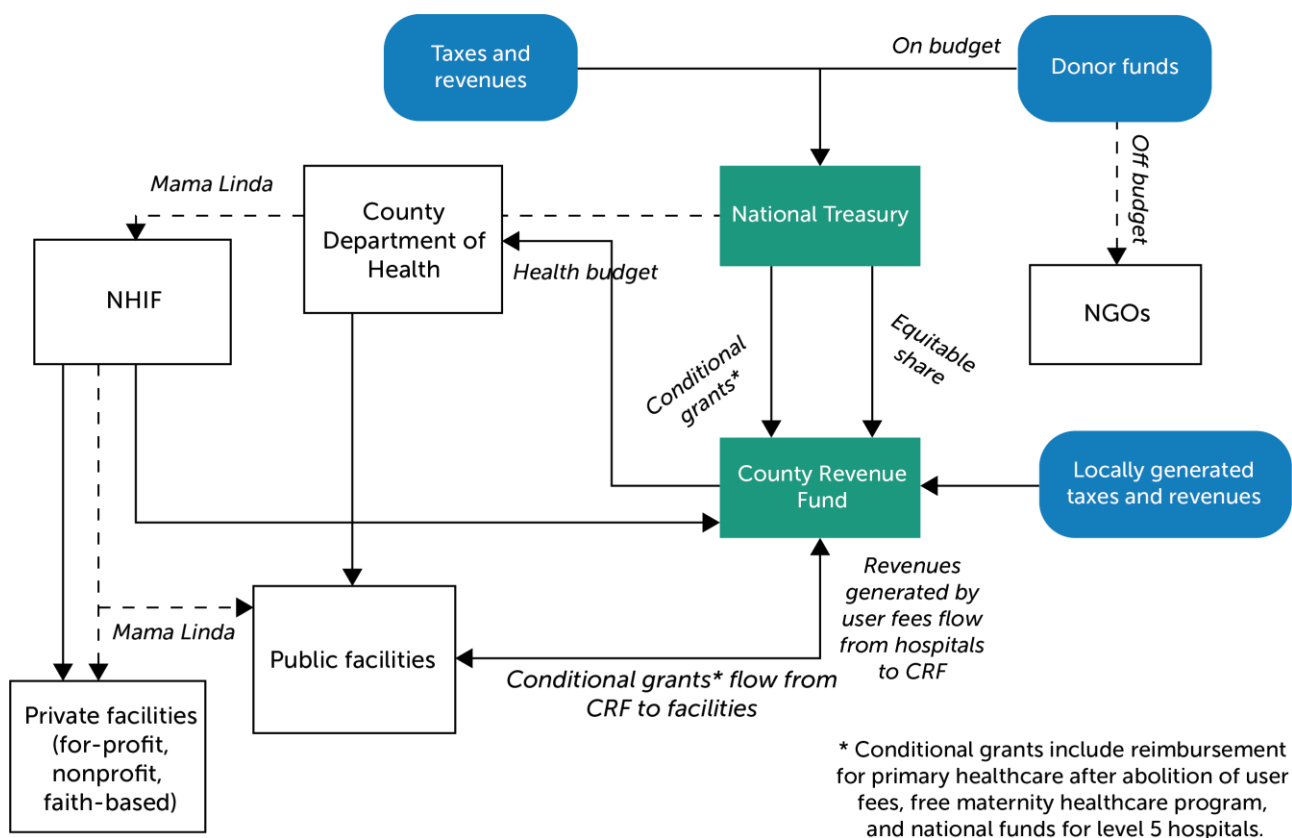 Taxes and
revenues
On budget
Donor funds
Off budget
Mama Linda
County
Department of
Health
National Treasury
Health budget
NHIF
NGOs
Conditional
grants*
Equitable
share
County Revenue
Fund
Locally generated
taxes and revenues
Revenues
generated by
user fees flow
from hospitals
to CRF
Mama Linda
Public facilities
Conditional grants* flow from
CRF to facilities
Private facilities
(for-profit,
nonprofit,
faith-based)
* Conditional grants include reimbursement
for primary healthcare after abolition of user
fees, free maternity healthcare program,
and national funds for level 5 hospitals.